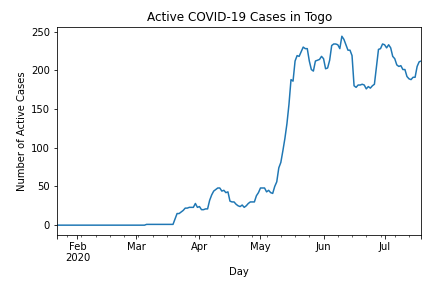 Active COVID-19 Cases in Togo
250
200
150
100
50
0
Number of Active Cases
Feb Mar Apr May Jun Jul
2020
Day